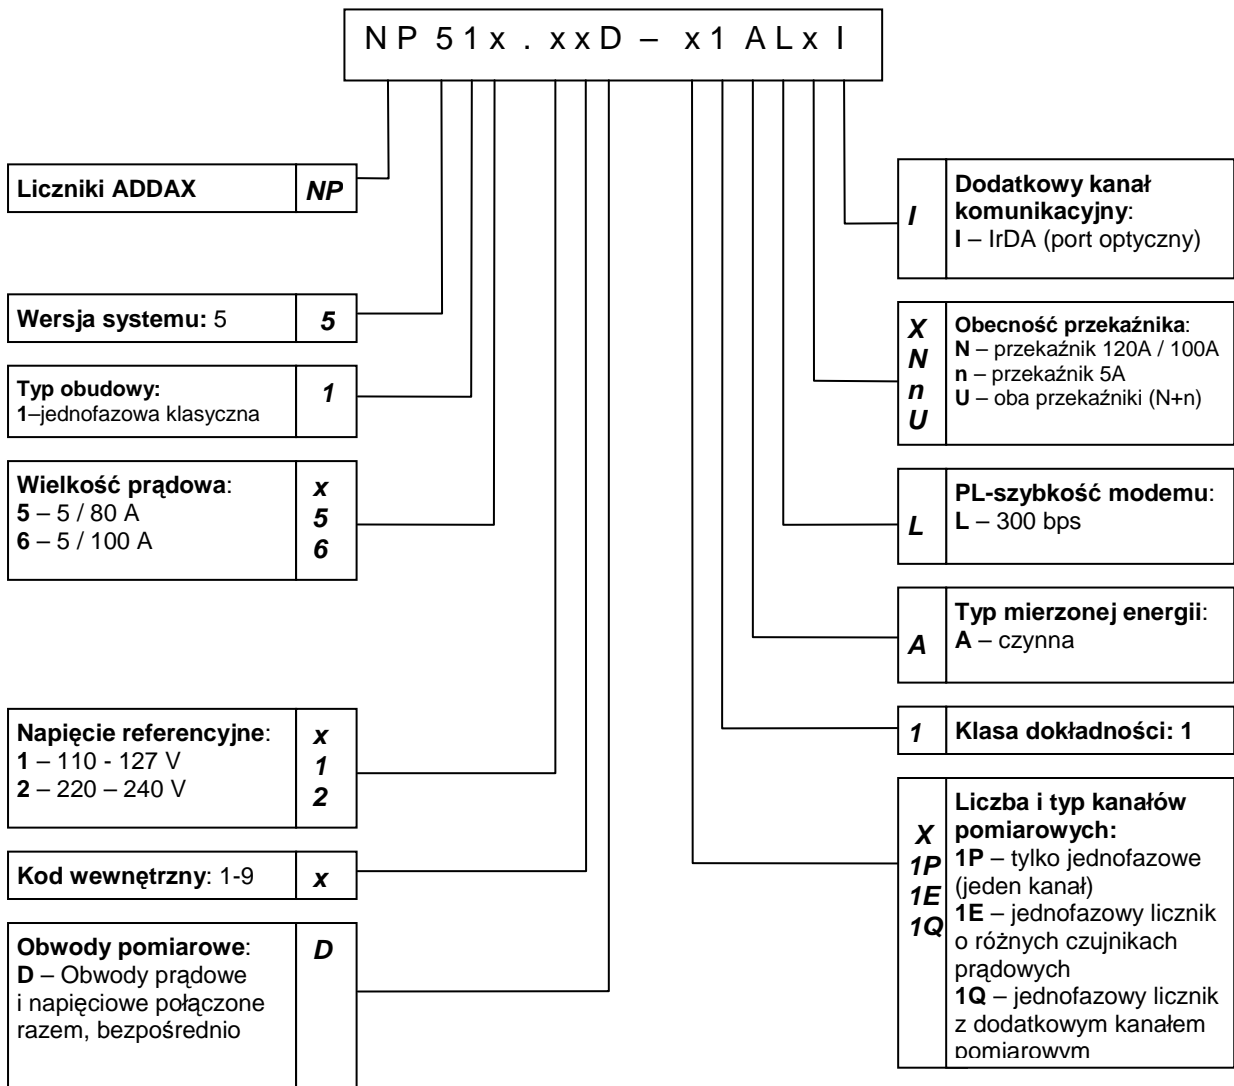 NP51x.xxD – x1ALxI
Liczniki ADDAX NP
Wersja systemu: 5 5
Typ obudowy: 1
1–jednofazowa klasyczna
Wielkość prądowa: x
5 – 5 / 80 A 5
6 – 5 / 100 A 6
Napięcie referencyjne: x
1 – 110 - 127 V 1
2 – 220 – 240 V 2
Kod wewnętrzny: 1-9 x
Obwody pomiarowe: D
D – Obwody prądowe
i napięciowe połączone
razem, bezpośrednio
I
Dodatkowy kanał
komunikacyjny:
I – IrDA (port optyczny)
X
N
n
U
Obecność przekaźnika:
N – przekaźnik 120A / 100A
n – przekaźnik 5A
U – oba przekaźniki (N+n)
L
PL-szybkość modemu:
L – 300 bps
A
Typ mierzonej energii:
A – czynna
1 Klasa dokładności: 1
X
1P
1E
1Q
Liczba i typ kanałów
pomiarowych:
1P – tylko jednofazowe
(jeden kanał)
1E – jednofazowy licznik
o różnych czujnikach
prądowych
1Q – jednofazowy licznik
z dodatkowym kanałem
pomiarowym